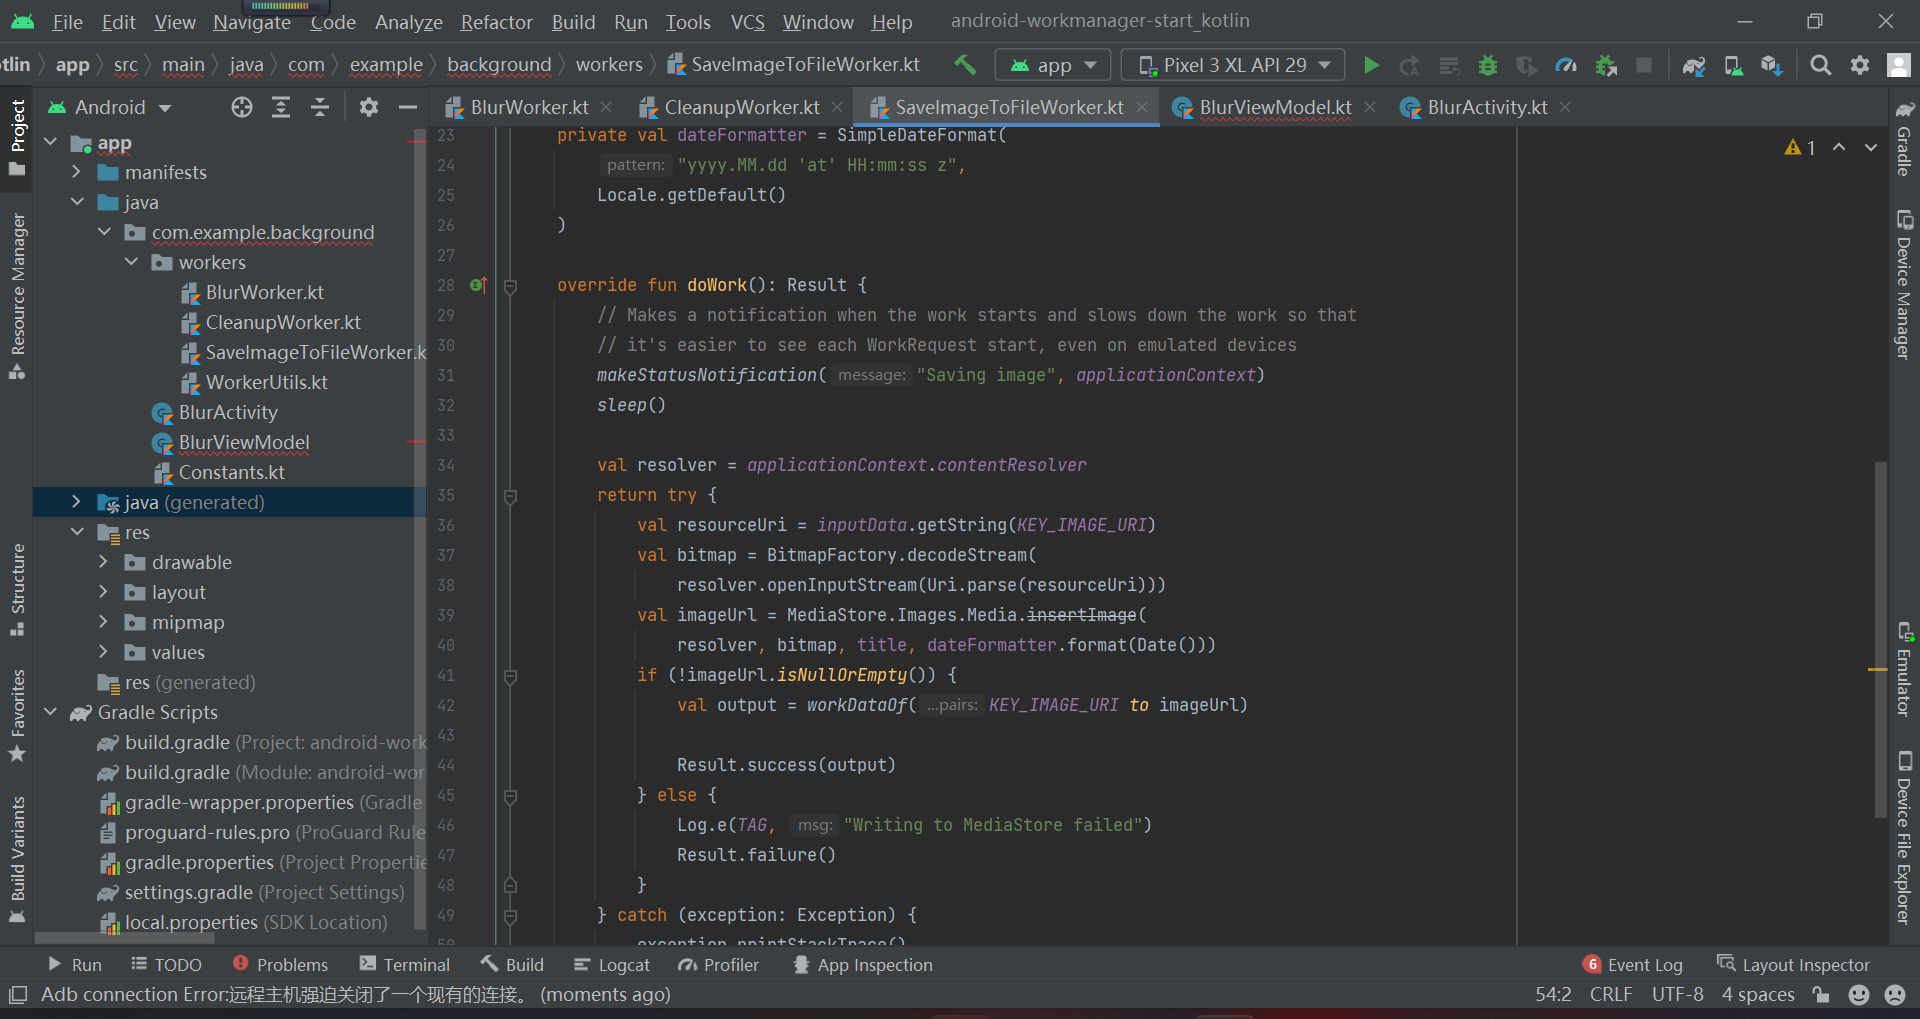 File Edit View Navigate Code Analyze Refactor Build Run Tools VCS Window Help android-workmanager-start_kotlin
tlin app src main java com example background workers SaveImageToFileWorker.kt app Pixel 3 XL API 29
Android
BlurWorker.kt CleanupWorker.kt SaveImageToFileWorker.kt BlurViewModel.kt BlurActivity.kt
Project
Resource Manager
Structure
Favorites
Build Variants
app
manifests
java
com.example.background
workers
BlurWorker.kt
CleanupWorker.kt
SaveImageToFileWorker.k
WorkerUtils.kt
BlurActivity
BlurViewModel
Constants.kt
java (generated)
res
drawable
layout
mipmap
values
res (generated)
Gradle Scripts
build.gradle (Project: android-work
build.gradle (Module: android-wor
gradle-wrapper.properties (Gradle
proguard-rules.pro (ProGuard Rule
gradle.properties (Project Propertie
settings.gradle (Project Settings)
local.properties (SDK Location)
23 private val dateFormatter = SimpleDateFormat(
24 pattern: "yyyy.MM.dd 'at' HH:mm:ss z",
25 Locale.getDefault()
26 )
27
28 override fun doWork(): Result {
29 // Makes a notification when the work starts and slows down the work so that
30 // it's easier to see each WorkRequest start, even on emulated devices
31 makeStatusNotification( message: "Saving image", applicationContext)
32 sleep()
33
34 val resolver = applicationContext.contentResolver
35 return try {
36 val resourceUri = inputData.getString(KEY_IMAGE_URI)
37 val bitmap = BitmapFactory.decodeStream(
38 resolver.openInputStream(Uri.parse(resourceUri)))
39 val imageUrl = MediaStore.Images.Media.insertImage(
40 resolver, bitmap, title, dateFormatter.format(Date()))
41 if (!imageUrl.isNullOrEmpty()) {
42 val output = workDataOf( ...pairs: KEY_IMAGE_URI to imageUrl)
43
44 Result.success(output)
45 } else {
46 Log.e(TAG, msg: "Writing to MediaStore failed")
47 Result.failure()
48 }
49 } catch (exception: Exception) {
50 exception.printStackTrace()
1
Gradle
Device Manager
Emulator
Device File Explorer
Run TODO Problems Terminal Build Logcat Profiler App Inspection 6 Event Log Layout Inspector
Adb connection Error:远程主机强迫关闭了一个现有的连接。 (moments ago) 54:2 CRLF UTF-8 4 spaces